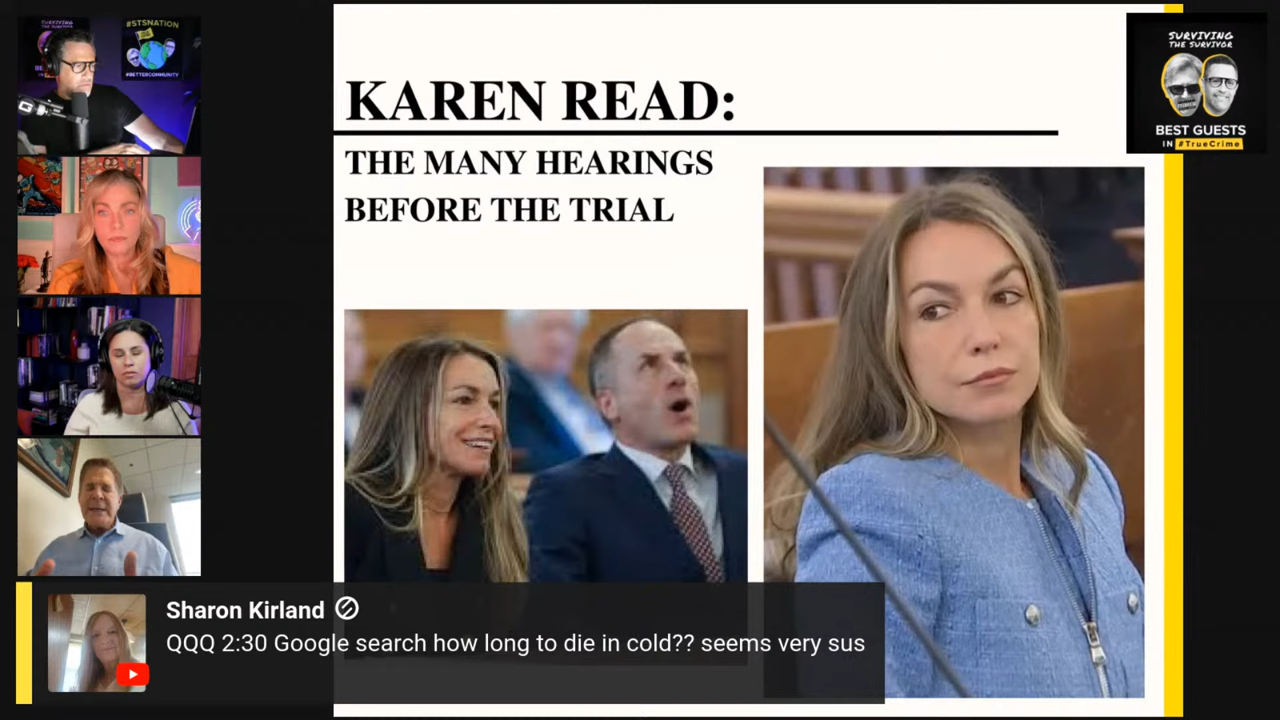 #STSNATION
#BETTERCOMMUNITY
KAREN READ:
THE MANY HEARINGS
BEFORE THE TRIAL
SURVIVING
THE SURVIVOR
BEST GUESTS
IN #TrueCrime
Sharon Kirland
QQQ 2:30 Google search how long to die in cold?? seems very sus